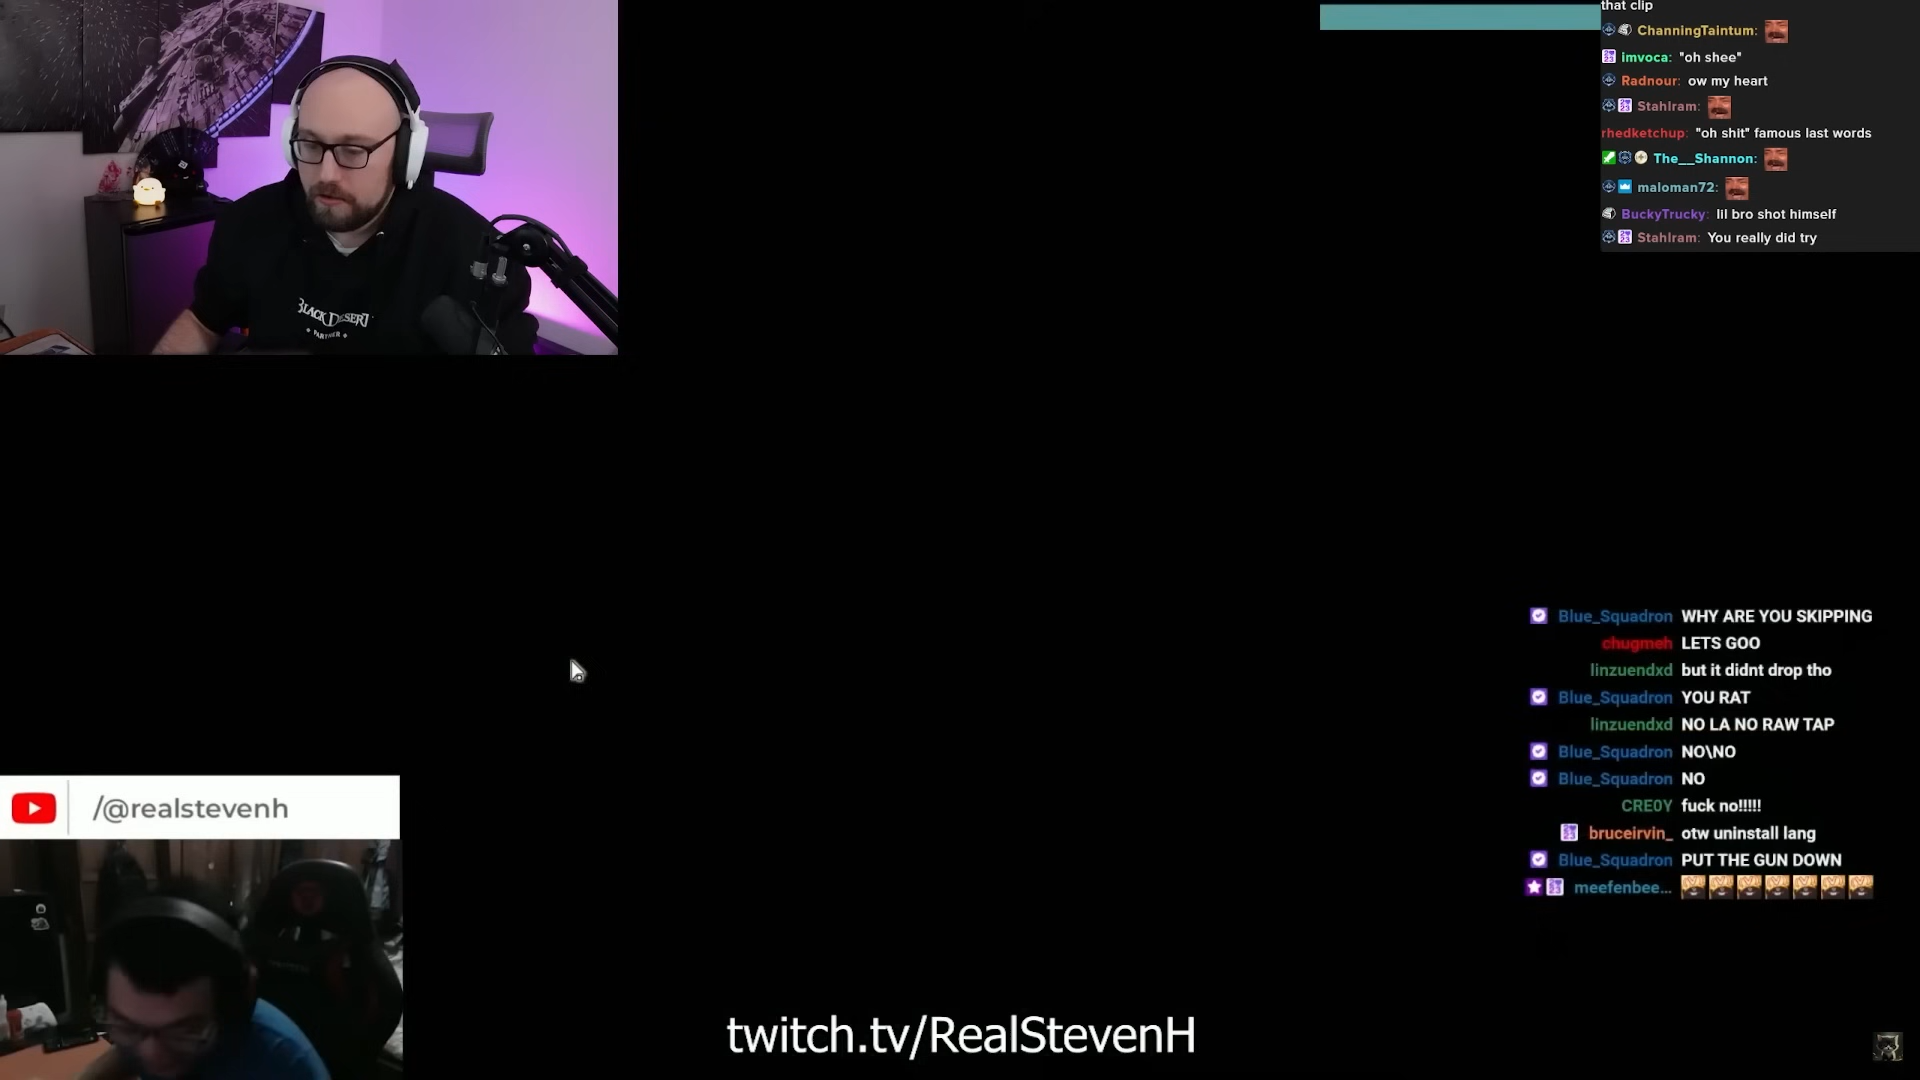 that clip
ChanningTaintum:
imvoca: "oh shee"
Radnour: ow my heart
Stahlram:
rhedketchup: "oh shit" famous last words
The__Shannon:
maloman72:
BuckyTrucky: lil bro shot himself
Stahlram: You really did try
BLACK DESERT
PARTNER
Blue_Squadron WHY ARE YOU SKIPPING
chugmeh LETS GOO
linzuendxd but it didnt drop tho
Blue_Squadron YOU RAT
linzuendxd NO LA NO RAW TAP
Blue_Squadron NO\NO
Blue_Squadron NO
CRE0Y fuck no!!!!!
bruceirvin_ otw uninstall lang
Blue_Squadron PUT THE GUN DOWN
meefenbee...
/@realstevenh
twitch.tv/RealStevenH